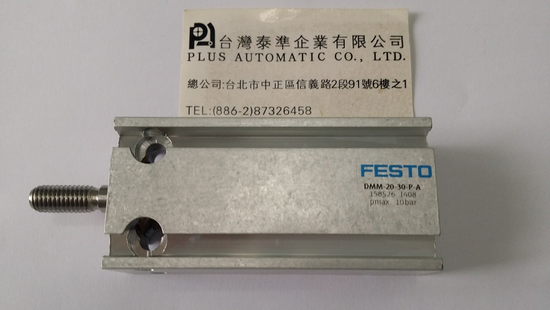 台灣泰準企業有限公司
PLUS AUTOMATIC CO., LTD.
總公司:台北市中正區信義路2段91號6樓之1
TEL:(886-2)87326458
FESTO
DMM-20-30-P-A
158526 J408
pmax 10bar